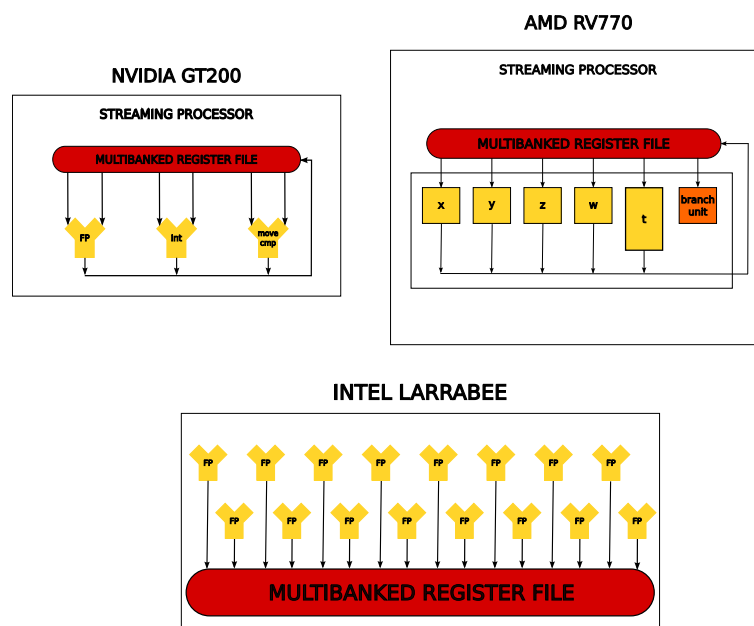 AMD RV770
STREAMING PROCESSOR
MULTIBANKED REGISTER FILE
x y z w t branch
unit
NVIDIA GT200
STREAMING PROCESSOR
MULTIBANKED REGISTER FILE
FP Int move
cmp
INTEL LARRABEE
FP FP FP FP FP FP FP FP
FP FP FP FP FP FP FP FP
MULTIBANKED REGISTER FILE